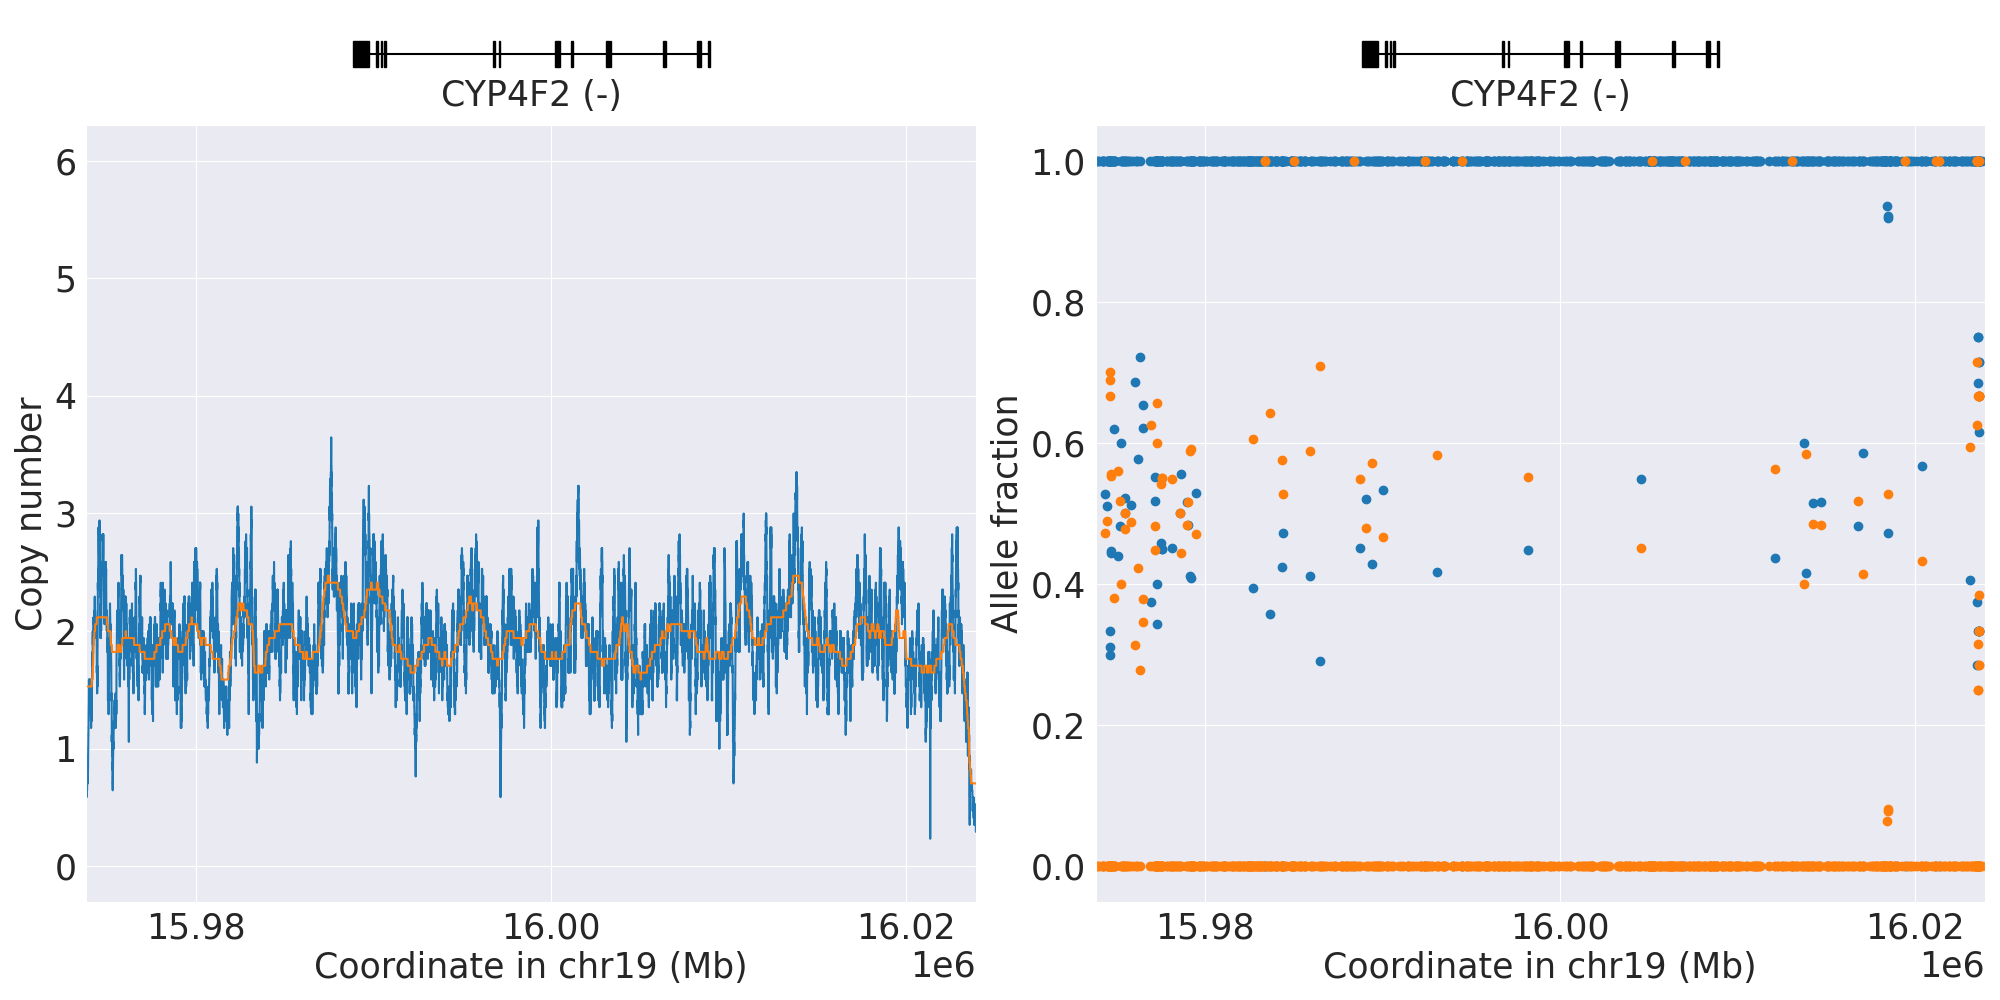 CYP4F2 (-)
6
5
4
3
2
1
0
Copy number
15.98
16.00
16.02
Coordinate in chr19 (Mb)
1e6
CYP4F2 (-)
1.0
0.8
0.6
0.4
0.2
0.0
Allele fraction
15.98
16.00
16.02
Coordinate in chr19 (Mb)
1e6